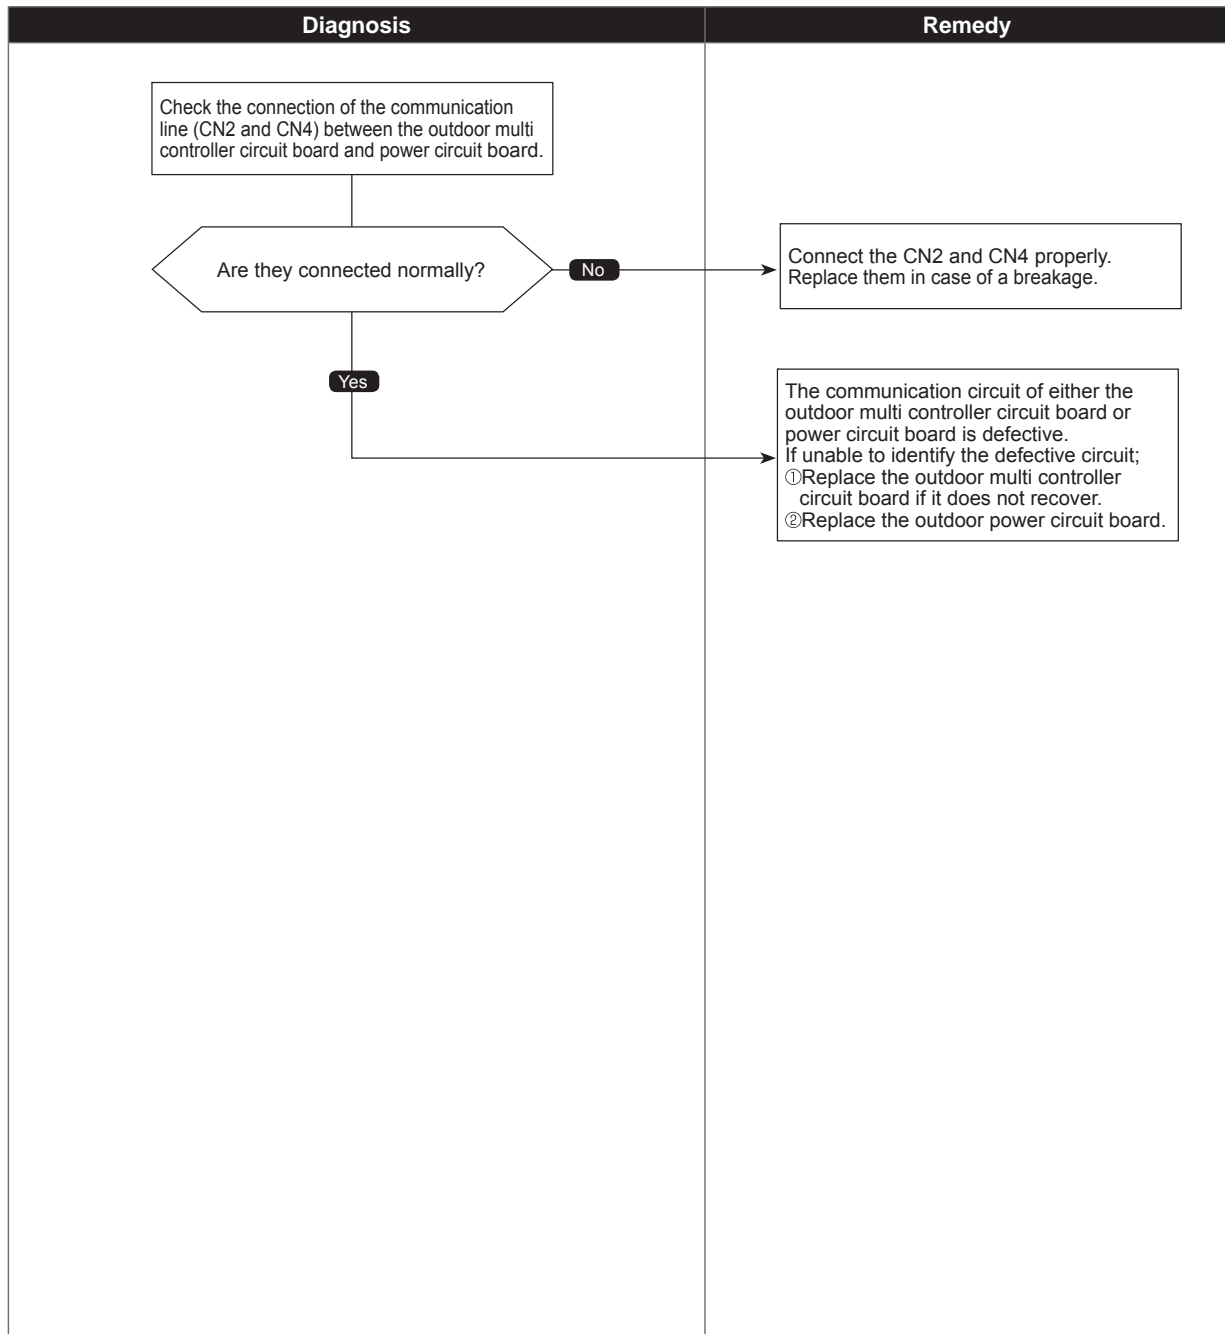 Diagnosis
Remedy
Check the connection of the communication
line (CN2 and CN4) between the outdoor multi
controller circuit board and power circuit board.
Are they connected normally?
No
Connect the CN2 and CN4 properly.
Replace them in case of a breakage.
Yes
The communication circuit of either the
outdoor multi controller circuit board or
power circuit board is defective.
If unable to identify the defective circuit;
①Replace the outdoor multi controller
circuit board if it does not recover.
②Replace the outdoor power circuit board.